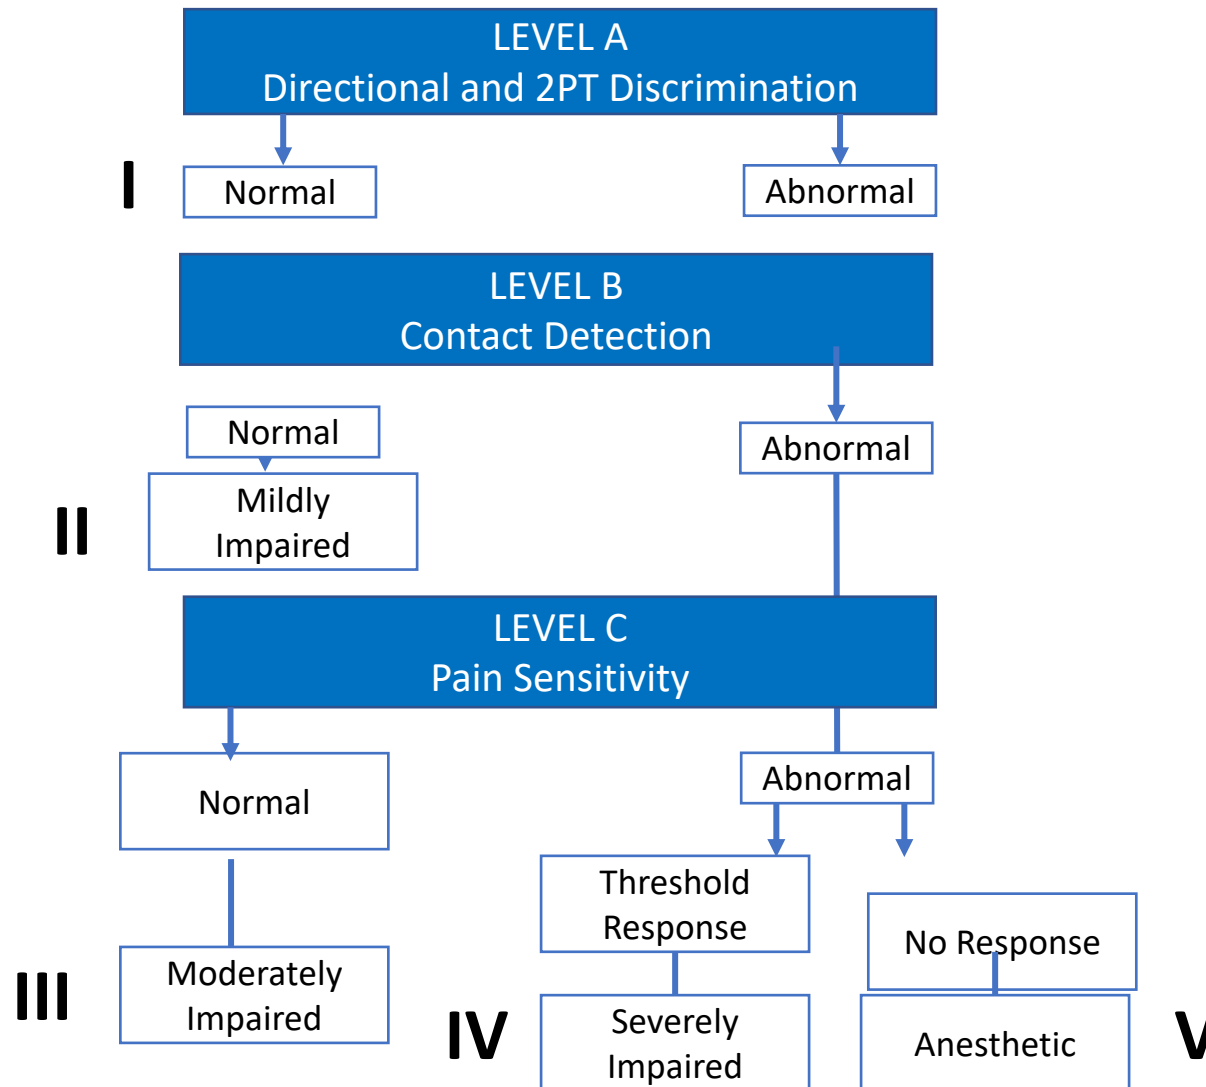 LEVEL A
Directional and 2PT Discrimination
I
Normal
Abnormal
LEVEL B
Contact Detection
Normal
Abnormal
II
Mildly
Impaired
LEVEL C
Pain Sensitivity
Normal
Abnormal
Threshold
Response
No Response
III
Moderately
Impaired
IV
Severely
Impaired
Anesthetic
V